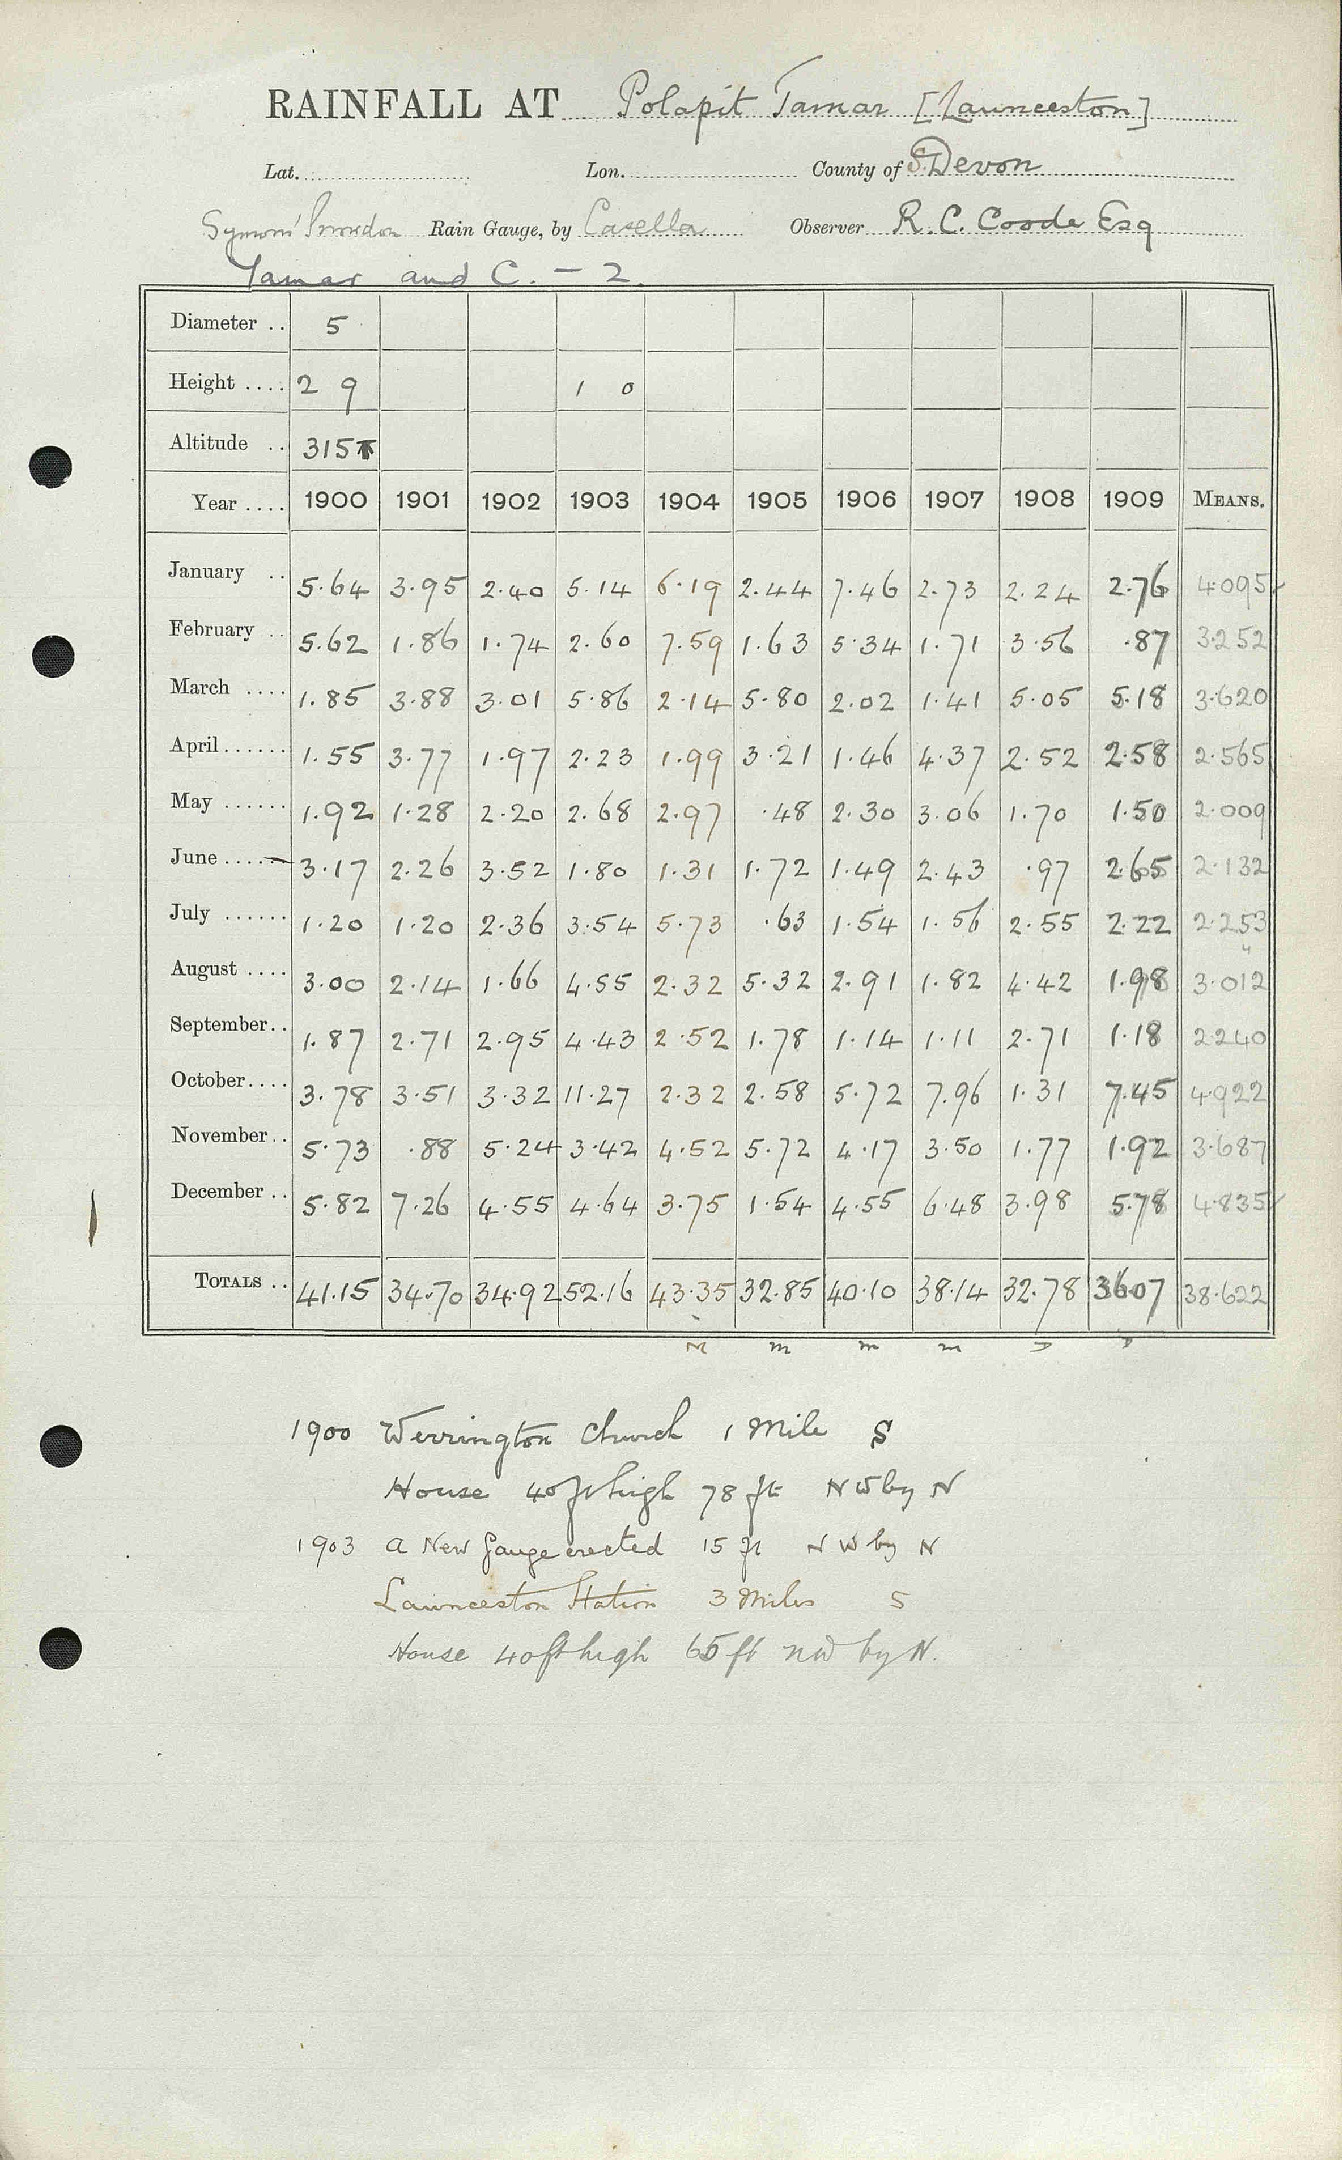 RAINFALL AT Polapit Tamar [Launceston]
Lat. Lon. County of S. Devon
Symons' Snowdon Rain Gauge, by Casella Observer R. C. Coode Esq
Tamar and C. – 2.
Diameter .. 5
Height .... 2 9 1 0
Altitude .. 315
Year .... 1900 1901 1902 1903 1904 1905 1906 1907 1908 1909 MEANS.
January .. 5.64 3.95 2.40 5.14 6.19 2.44 7.46 2.73 2.24 2.76 4.095
February .. 5.62 1.86 1.74 2.60 7.59 1.63 5.34 1.71 3.56 .87 3.252
March .... 1.85 3.88 3.01 5.86 2.14 5.80 2.02 1.41 5.05 5.18 3.620
April ...... 1.55 3.77 1.97 2.23 1.99 3.21 1.46 4.37 2.52 2.58 2.565
May ...... 1.92 1.28 2.20 2.68 2.97 .48 2.30 3.06 1.70 1.50 2.009
June ...... 3.17 2.26 3.52 1.80 1.31 1.72 1.49 2.43 .97 2.65 2.132
July ...... 1.20 1.20 2.36 3.54 5.73 .63 1.54 1.56 2.55 2.22 2.253
August .... 3.00 2.14 1.66 4.55 2.32 5.32 2.91 1.82 4.42 1.98 3.012
September.. 1.87 2.71 2.95 4.43 2.52 1.78 1.14 1.11 2.71 1.18 2.240
October.... 3.78 3.51 3.32 11.27 2.32 2.58 5.72 7.96 1.31 7.45 4.922
November.. 5.73 .88 5.24 3.42 4.52 5.72 4.17 3.50 1.77 1.92 3.687
December .. 5.82 7.26 4.55 4.64 3.75 1.54 4.55 6.48 3.98 5.78 4.835
TOTALS .. 41.15 34.70 34.92 52.16 43.35 32.85 40.10 38.14 32.78 36.07 38.622
M m m m
1900 Werrington Church 1 Mile S
House 40 ft high 78 ft N W by N
1903 A New Gauge erected 15 ft N W by N
Launceston Station 3 Miles S
House 40 ft high 65 ft NW by N.